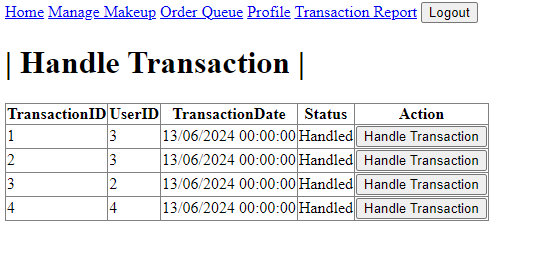 Home Manage Makeup Order Queue Profile Transaction Report Logout
| Handle Transaction |
TransactionID UserID TransactionDate Status Action
1 3 13/06/2024 00:00:00 Handled Handle Transaction
2 3 13/06/2024 00:00:00 Handled Handle Transaction
3 2 13/06/2024 00:00:00 Handled Handle Transaction
4 4 13/06/2024 00:00:00 Handled Handle Transaction